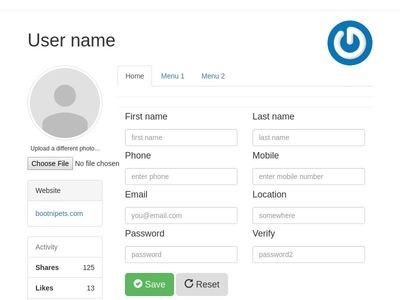 User name
Home Menu 1 Menu 2
Upload a different photo...
Choose File No file chosen
Website
bootnipets.com
Activity
Shares 125
Likes 13
First name Last name
first name last name
Phone Mobile
enter phone enter mobile number
Email Location
you@email.com somewhere
Password Verify
password password2
Save Reset